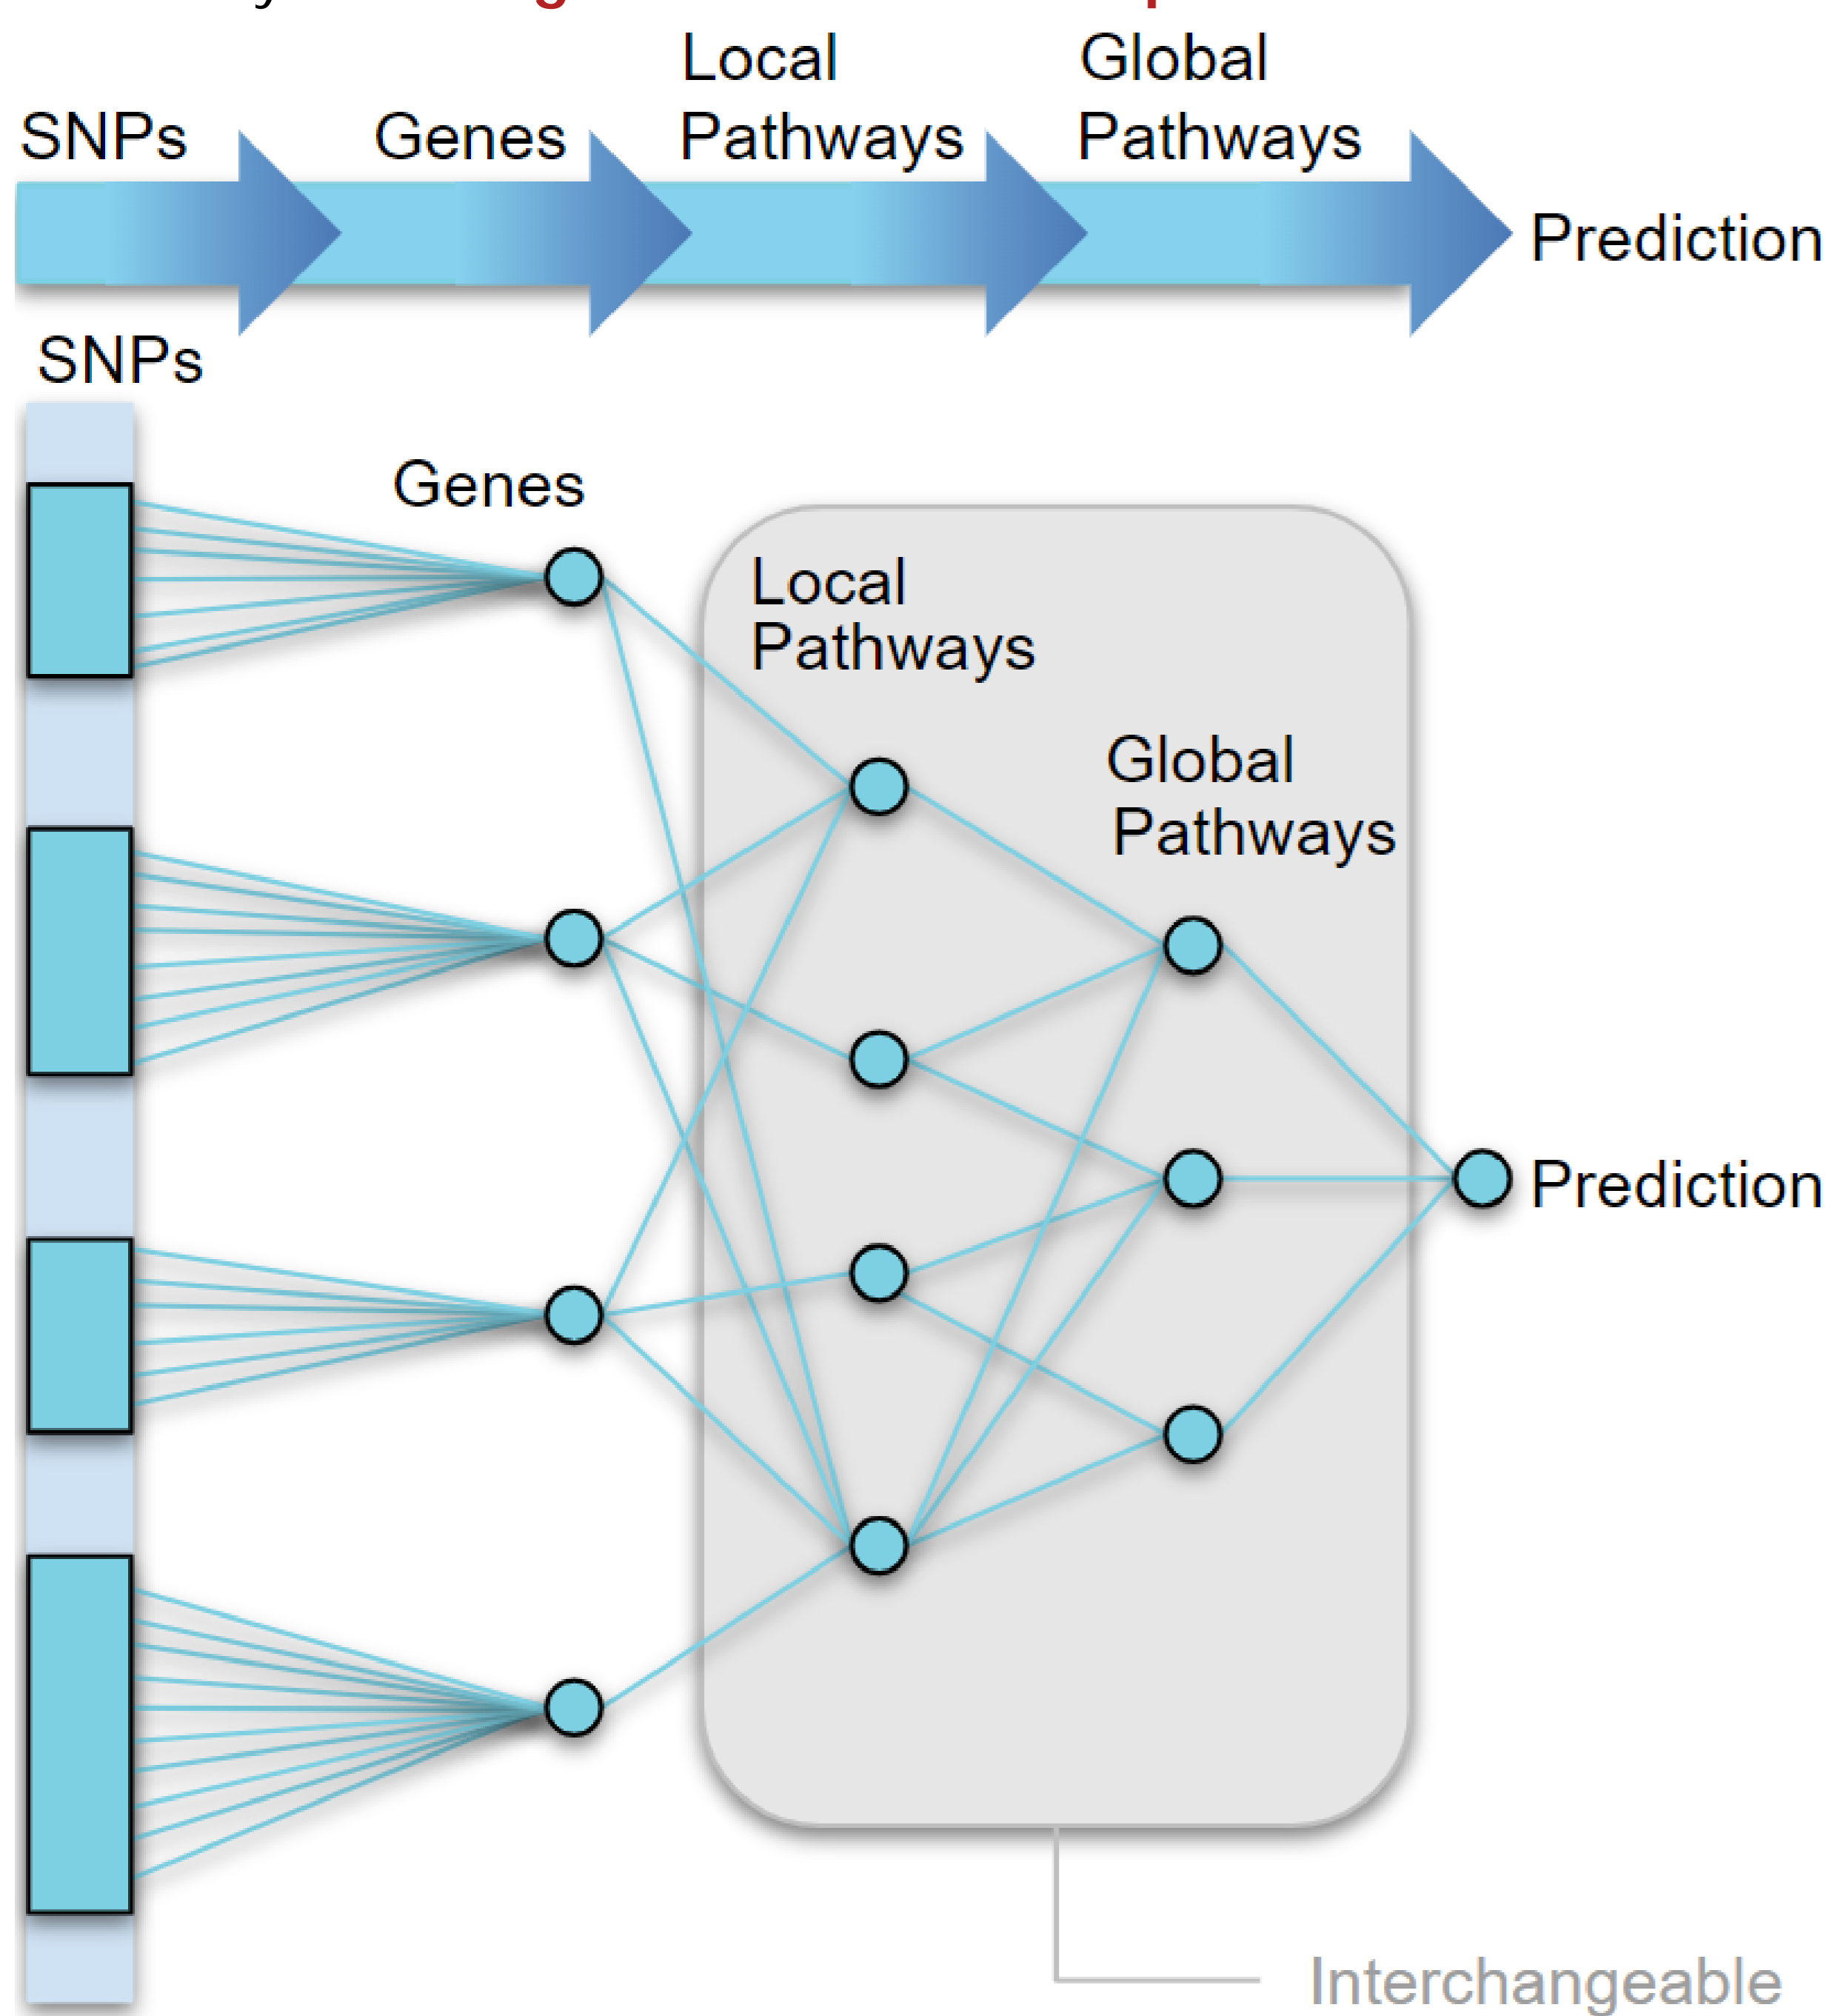 Local
Global
SNPs
Genes
Pathways
Pathways
Prediction
SNPs
Genes
Local
Pathways
Global
Pathways
Prediction
Interchangeable